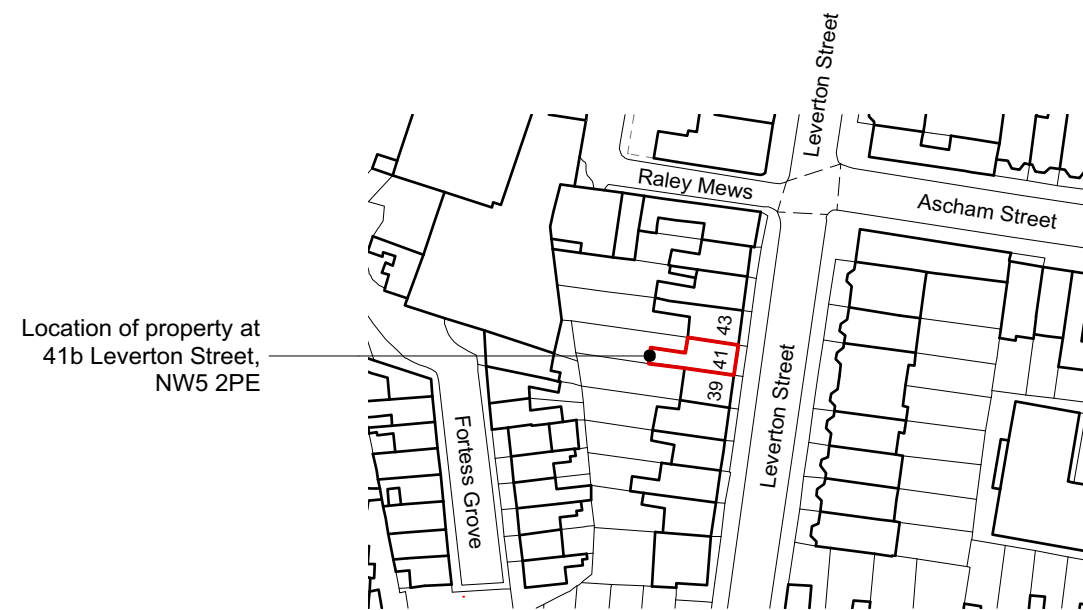 Leverton Street
Raley Mews
Ascham Street
Location of property at
41b Leverton Street,
NW5 2PE
43
41
39
Leverton Street
Fortess Grove